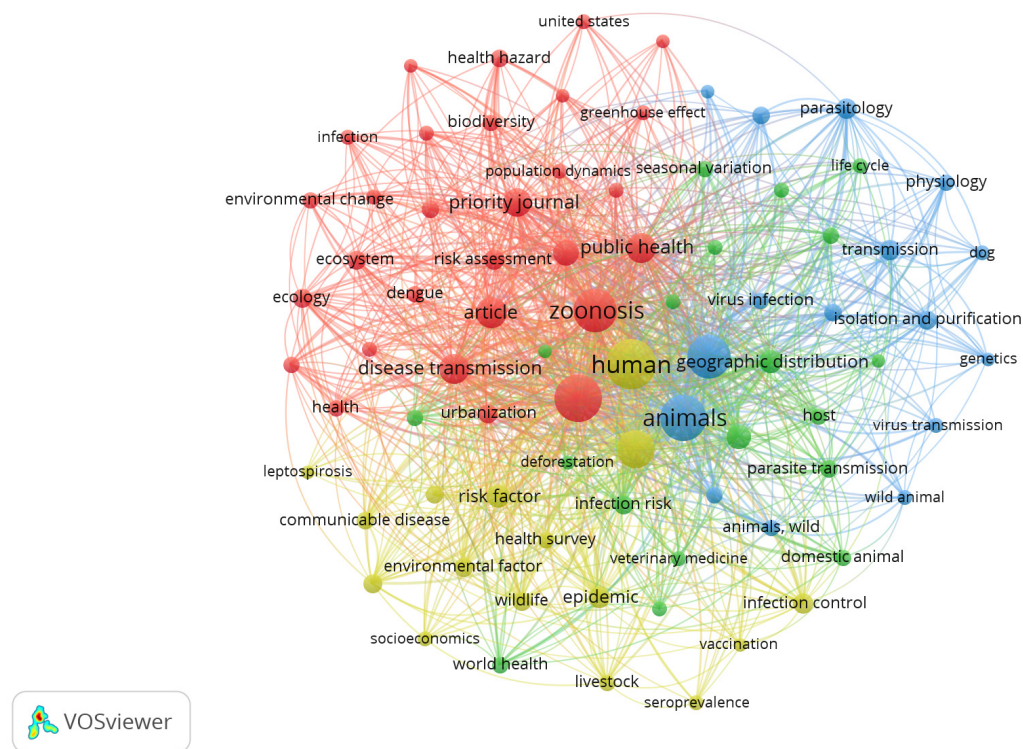 united states
health hazard
greenhouse effect
parasitology
biodiversity
infection
population dynamics
seasonal variation
life cycle
physiology
environmental change
priority journal
public health
transmission
dog
ecosystem
risk assessment
ecology
dengue
virus infection
article
zoonosis
isolation and purification
disease transmission
human
geographic distribution
genetics
health
urbanization
animals
host
virus transmission
leptospirosis
deforestation
parasite transmission
risk factor
infection risk
wild animal
communicable disease
animals, wild
health survey
veterinary medicine
domestic animal
environmental factor
wildlife
epidemic
infection control
socioeconomics
vaccination
world health
livestock
seroprevalence
VOSviewer